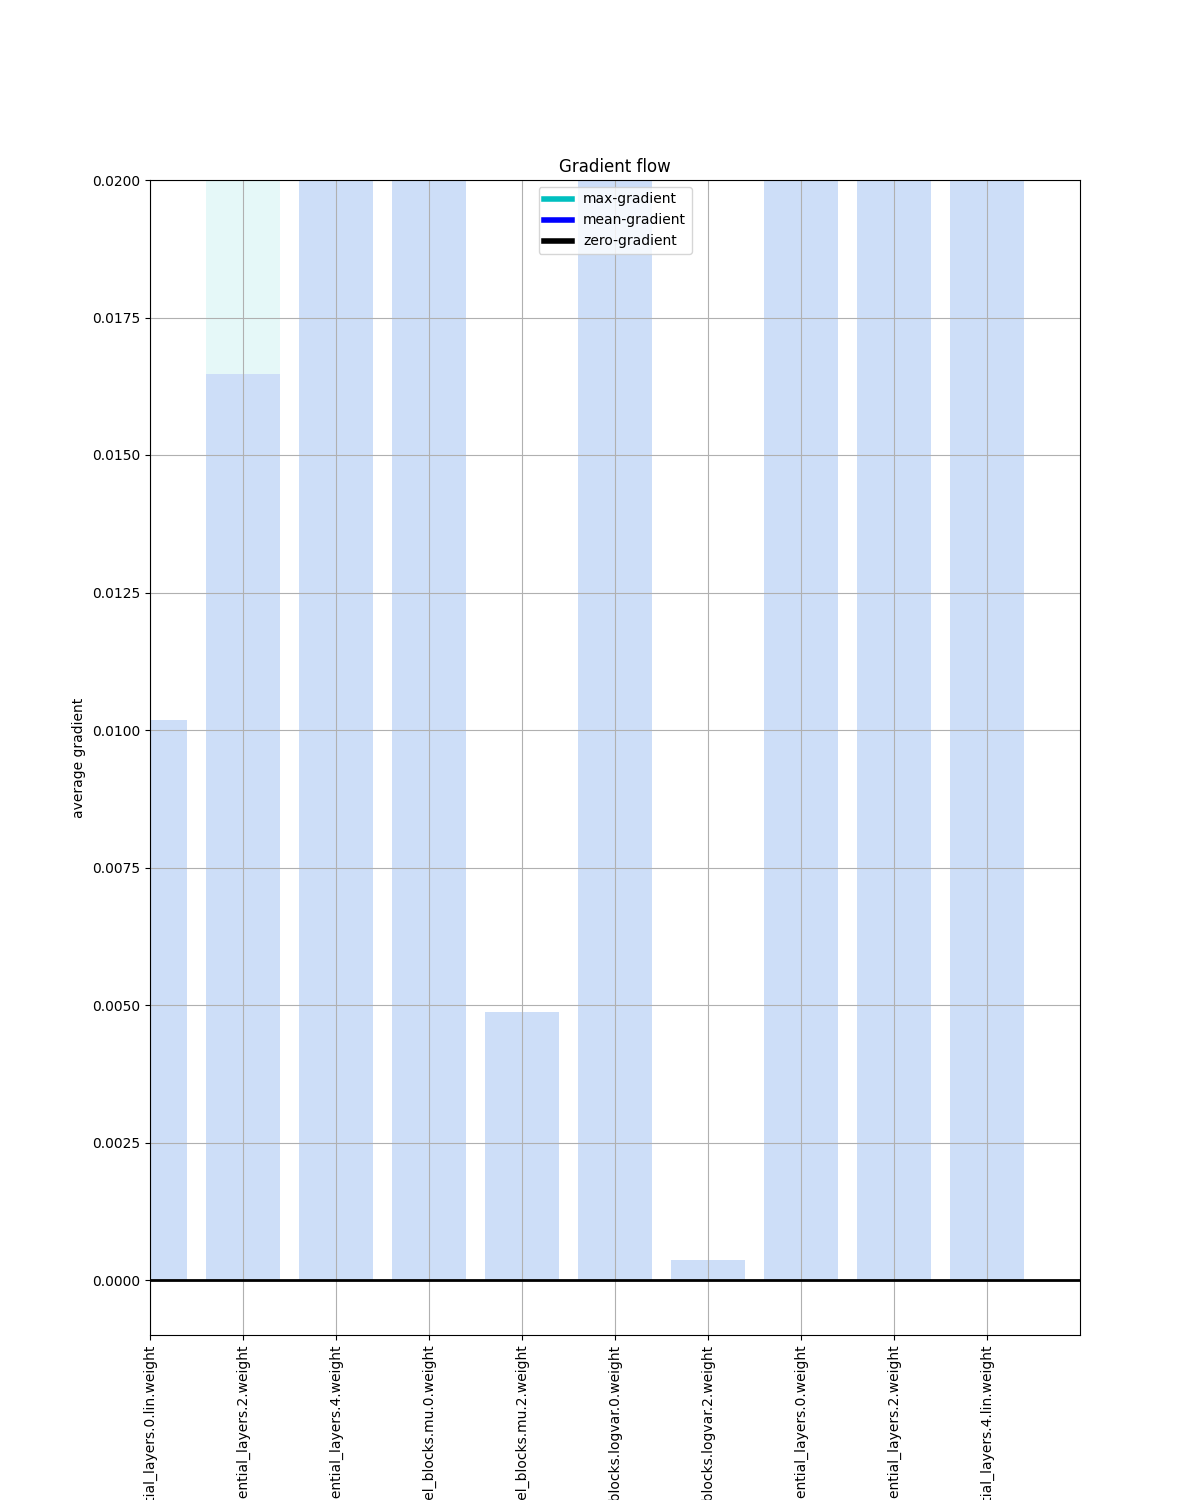 Gradient flow
max-gradient
mean-gradient
zero-gradient
0.0200
0.0175
0.0150
0.0125
0.0100
0.0075
0.0050
0.0025
0.0000
average gradient
tial_layers.0.lin.weight
ential_layers.2.weight
ential_layers.4.weight
el_blocks.mu.0.weight
el_blocks.mu.2.weight
blocks.logvar.0.weight
blocks.logvar.2.weight
ential_layers.0.weight
ential_layers.2.weight
tial_layers.4.lin.weight